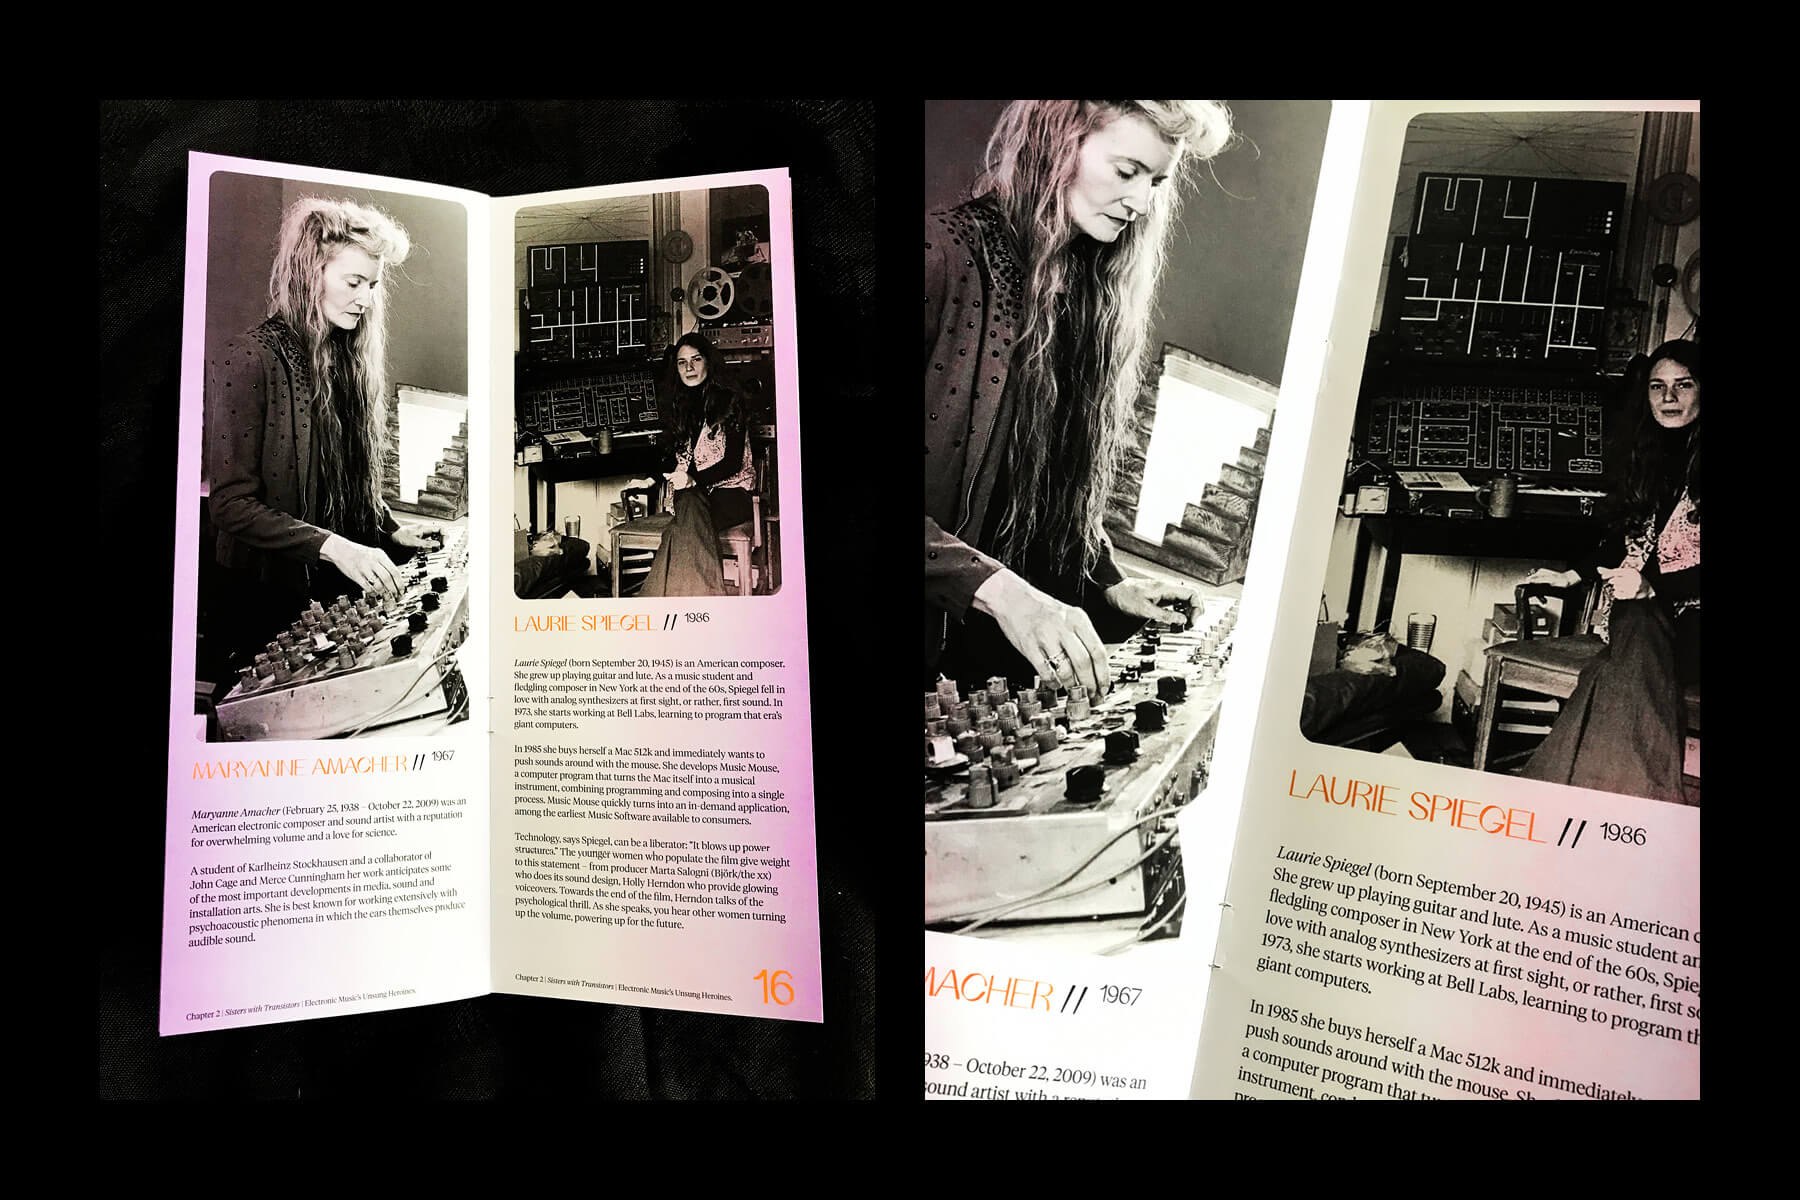 MARYANNE AMACHER // 1967
Maryanne Amacher (February 25, 1938 – October 22, 2009) was an
American electronic composer and sound artist with a reputation
for overwhelming volume and a love for science.
A student of Karlheinz Stockhausen and a collaborator of
John Cage and Merce Cunningham her work anticipates some
of the most important developments in media, sound and
installation arts. She is best known for working extensively with
psychoacoustic phenomena in which the ears themselves produce
audible sound.
Chapter 2 | Sisters with Transistors | Electronic Music's Unsung Heroines.
LAURIE SPIEGEL // 1986
Laurie Spiegel (born September 20, 1945) is an American composer.
She grew up playing guitar and lute. As a music student and
fledgling composer in New York at the end of the 60s, Spiegel fell in
love with analog synthesizers at first sight, or rather, first sound. In
1973, she starts working at Bell Labs, learning to program that era's
giant computers.
In 1985 she buys herself a Mac 512k and immediately wants to
push sounds around with the mouse. She develops Music Mouse,
a computer program that turns the Mac itself into a musical
instrument, combining programming and composing into a single
process. Music Mouse quickly turns into an in-demand application,
among the earliest Music Software available to consumers.
Technology, says Spiegel, can be a liberator: "It blows up power
structures." The younger women who populate the film give weight
to this statement – from producer Marta Salogni (Björk/the xx)
who does its sound design, Holly Herndon who provide glowing
voiceovers. Towards the end of the film, Herndon talks of the
psychological thrill. As she speaks, you hear other women turning
up the volume, powering up for the future.
Chapter 2 | Sisters with Transistors | Electronic Music's Unsung Heroines.
16
MACHER // 1967
938 – October 22, 2009) was an
sound artist with a
LAURIE SPIEGEL // 1986
Laurie Spiegel (born September 20, 1945) is an American
She grew up playing guitar and lute. As a music student an
fledgling composer in New York at the end of the 60s, Spie
love with analog synthesizers at first sight, or rather, first s
1973, she starts working at Bell Labs, learning to program th
giant computers.
In 1985 she buys herself a Mac 512k and immediately
push sounds around with the mouse. Sh
a computer program that
instrument,